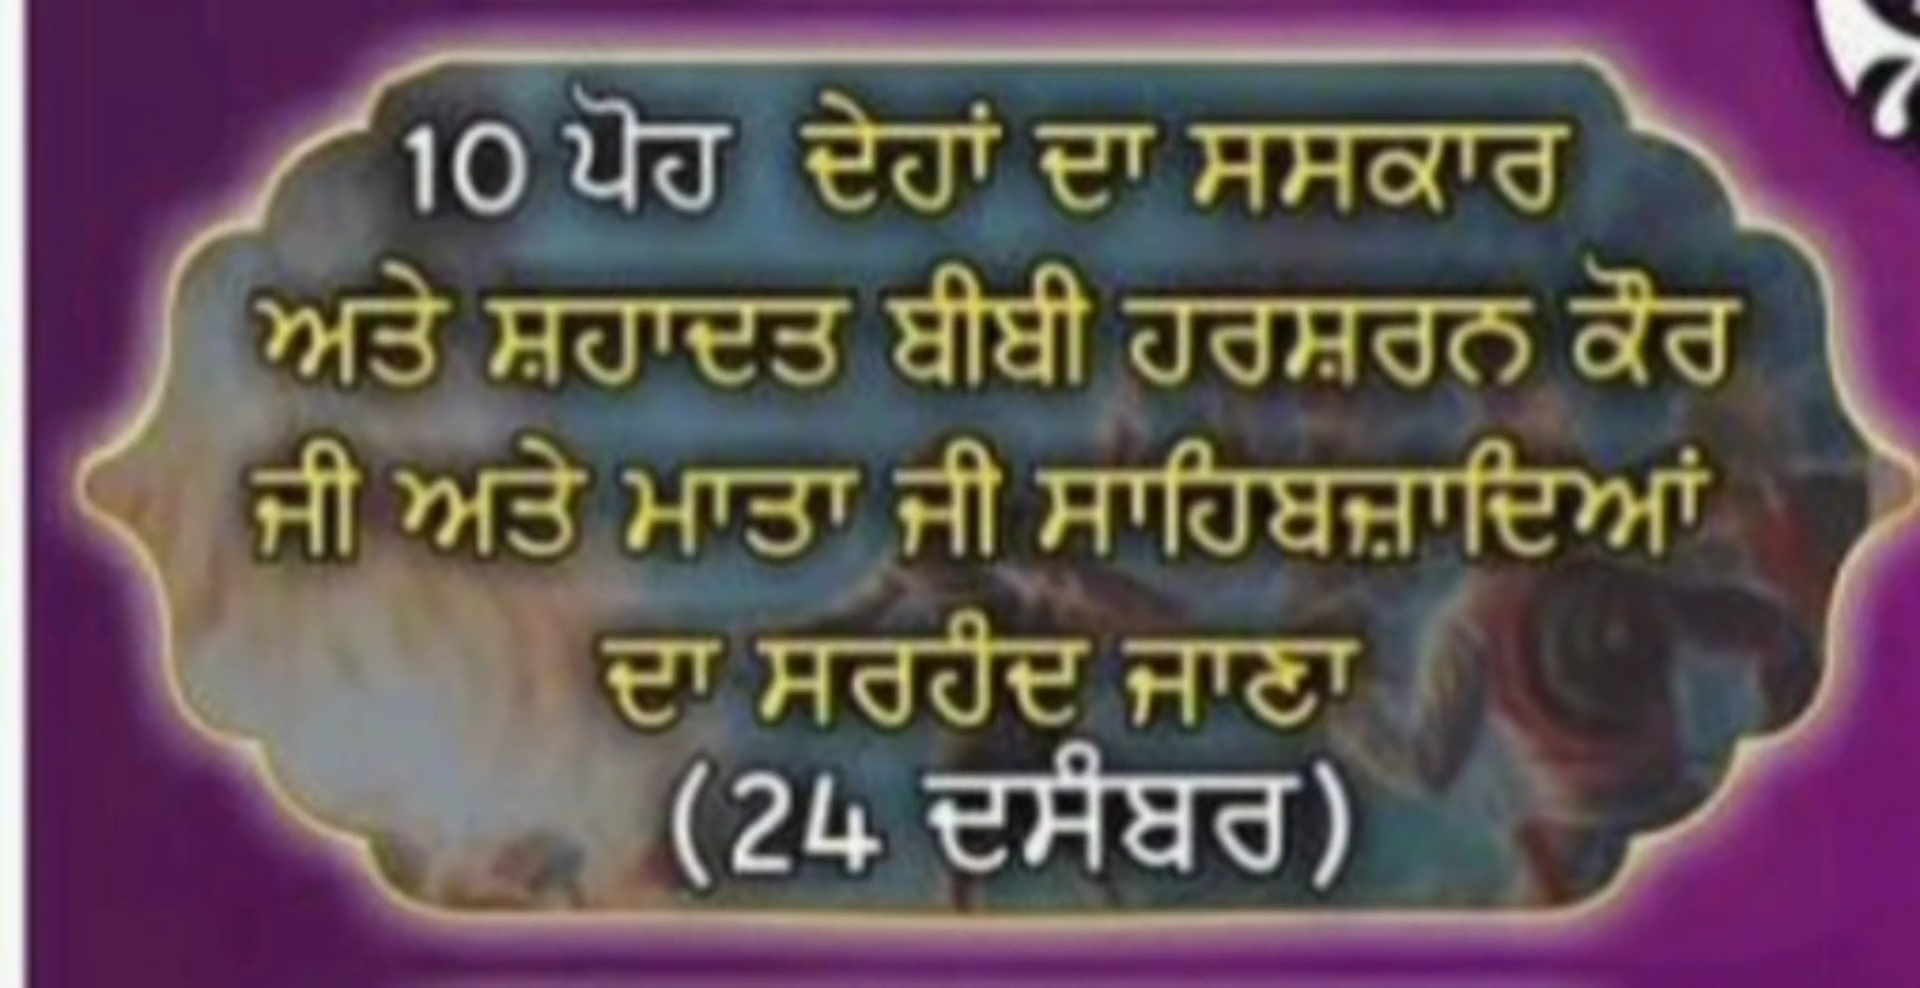 10 ਪੋਹ ਦੇਹਾਂ ਦਾ ਸਸਕਾਰ
ਅਤੇ ਸ਼ਹਾਦਤ ਬੀਬੀ ਹਰਸ਼ਰਨ ਕੌਰ
ਜੀ ਅਤੇ ਮਾਤਾ ਜੀ ਸਾਹਿਬਜ਼ਾਦਿਆਂ
ਦਾ ਸਰਹੰਦ ਜਾਣਾ
(24 ਦਸੰਬਰ)